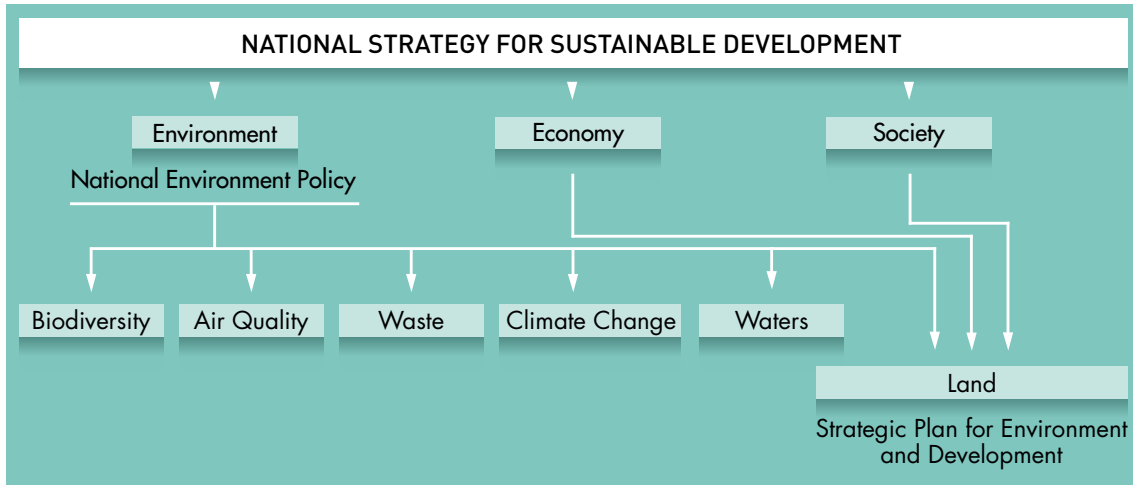 NATIONAL STRATEGY FOR SUSTAINABLE DEVELOPMENT
Environment
Economy
Society
National Environment Policy
Biodiversity
Air Quality
Waste
Climate Change
Waters
Land
Strategic Plan for Environment
and Development